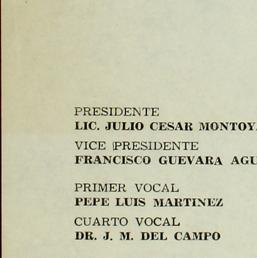 PRESIDENTE
LIC. JULIO CESAR MONTOY
VICE PRESIDENTE
FRANCISCO GUEVARA AGU
PRIMER VOCAL
PEPE LUIS MARTINEZ
CUARTO VOCAL
DR. J. M. DEL CAMPO